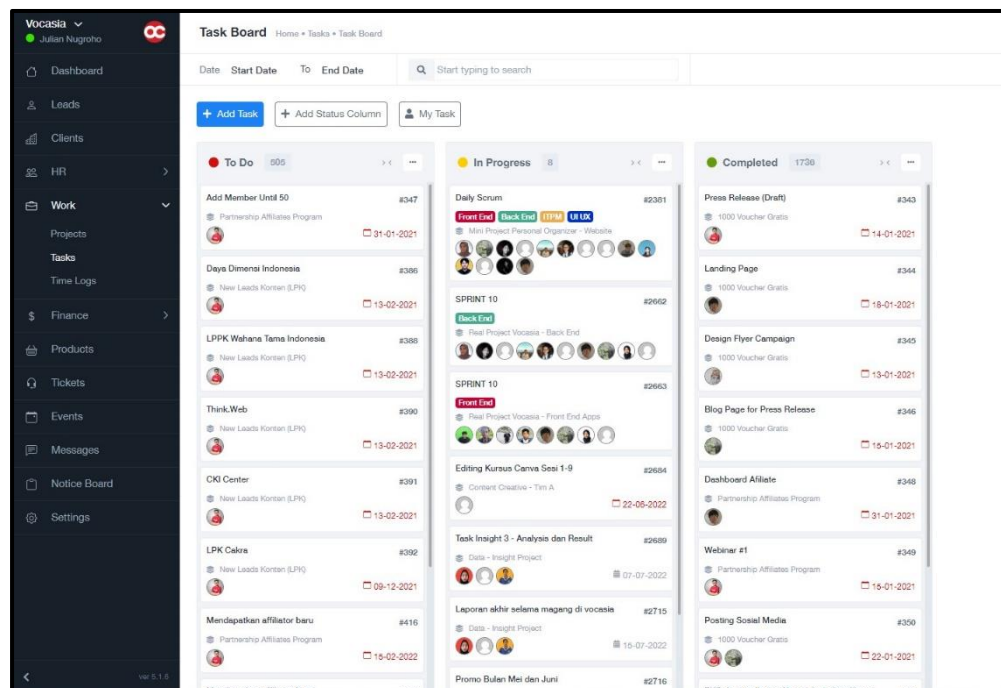 Vocasia
Julian Nugroho
Dashboard
Leads
Clients
HR
Work
Projects
Tasks
Time Logs
Finance
Products
Tickets
Events
Messages
Notice Board
Settings
ver 5.1.6
Task Board Home • Tasks • Task Board
Date Start Date To End Date Start typing to search
+ Add Task + Add Status Column My Task
To Do 505
Add Member Until 50 #347
Partnership Affiliates Program
31-01-2021
Daya Dimensi Indonesia #386
New Leads Konten (LPK)
13-02-2021
LPPK Wahana Tama Indonesia #388
New Leads Konten (LPK)
13-02-2021
Think.Web #390
New Leads Konten (LPK)
13-02-2021
CKI Center #391
New Leads Konten (LPK)
13-02-2021
LPK Cakra #392
New Leads Konten (LPK)
09-12-2021
Mendapatkan affiliator baru #416
Partnership Affiliates Program
15-02-2022
In Progress 8
Daily Scrum #2381
Front End Back End ITPM UI UX
Mini Project Personal Organizer - Website
SPRINT 10 #2662
Back End
Real Project Vocasia - Back End
SPRINT 10 #2663
Front End
Real Project Vocasia - Front End Apps
Editing Kursus Canva Sesi 1-9 #2684
Content Creative - Tim A
22-06-2022
Task Insight 3 - Analysis dan Result #2689
Data - Insight Project
07-07-2022
Laporan akhir selama magang di vocasia #2715
Data - Insight Project
15-07-2022
Promo Bulan Mei dan Juni #2716
Completed 1736
Press Release (Draft) #343
1000 Voucher Gratis
14-01-2021
Landing Page #344
1000 Voucher Gratis
18-01-2021
Design Flyer Campaign #345
1000 Voucher Gratis
13-01-2021
Blog Page for Press Release #346
1000 Voucher Gratis
15-01-2021
Dashboard Afiliate #348
Partnership Affiliates Program
31-01-2021
Webinar #1 #349
Partnership Affiliates Program
15-01-2021
Posting Sosial Media #350
1000 Voucher Gratis
22-01-2021